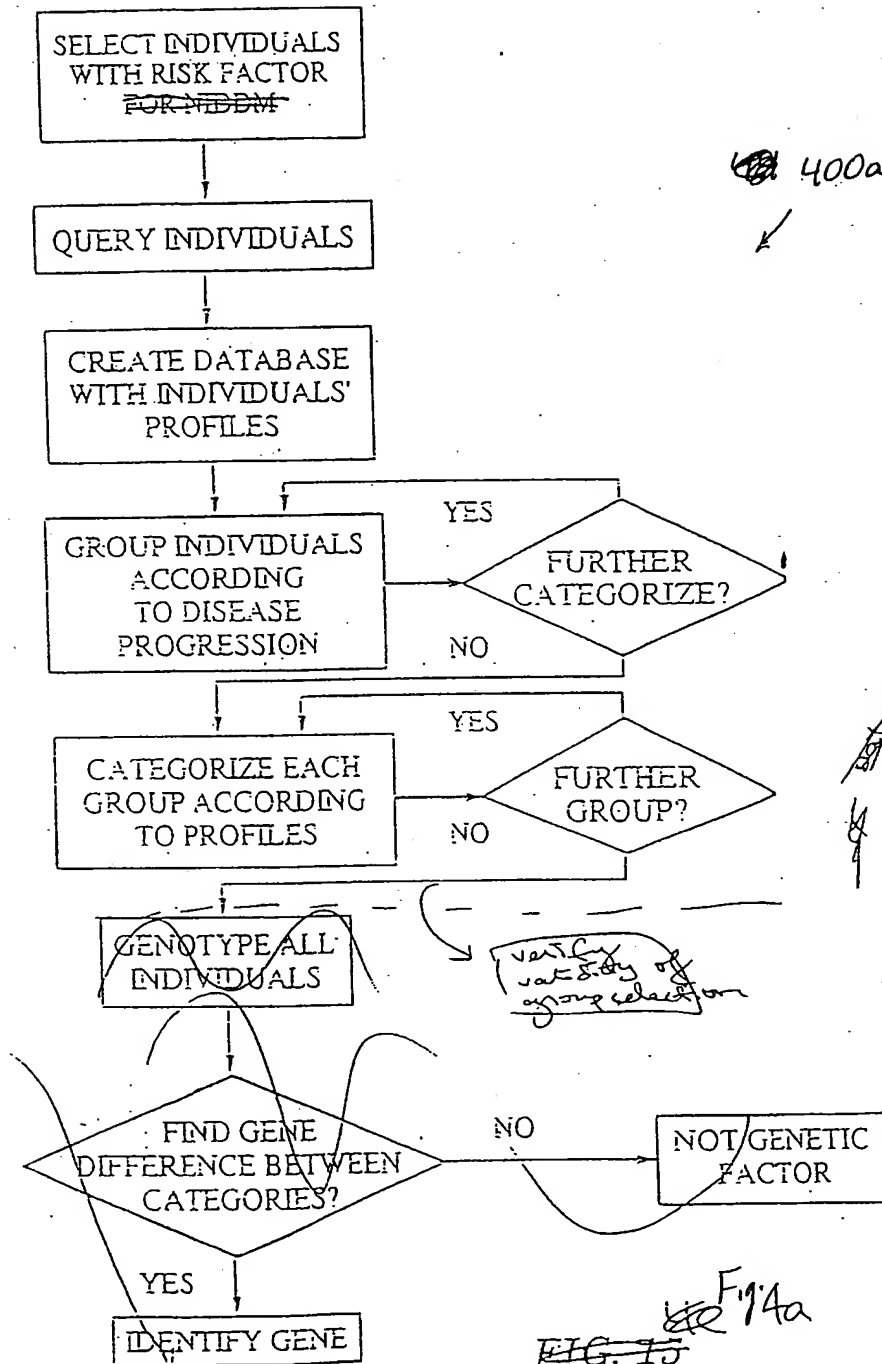 SELECT INDIVIDUALS
WITH RISK FACTOR
FOR NIDDM
400a
QUERY INDIVIDUALS
CREATE DATABASE
WITH INDIVIDUALS'
PROFILES
YES
GROUP INDIVIDUALS
ACCORDING
TO DISEASE
PROGRESSION
FURTHER
CATEGORIZE?
NO
YES
CATEGORIZE EACH
GROUP ACCORDING
TO PROFILES
FURTHER
GROUP?
NO
GENOTYPE ALL
INDIVIDUALS
verify
validity of
group selection
FIND GENE
DIFFERENCE BETWEEN
CATEGORIES?
NO
NOT GENETIC
FACTOR
YES
IDENTIFY GENE
Fig. 4a
FIG. 15